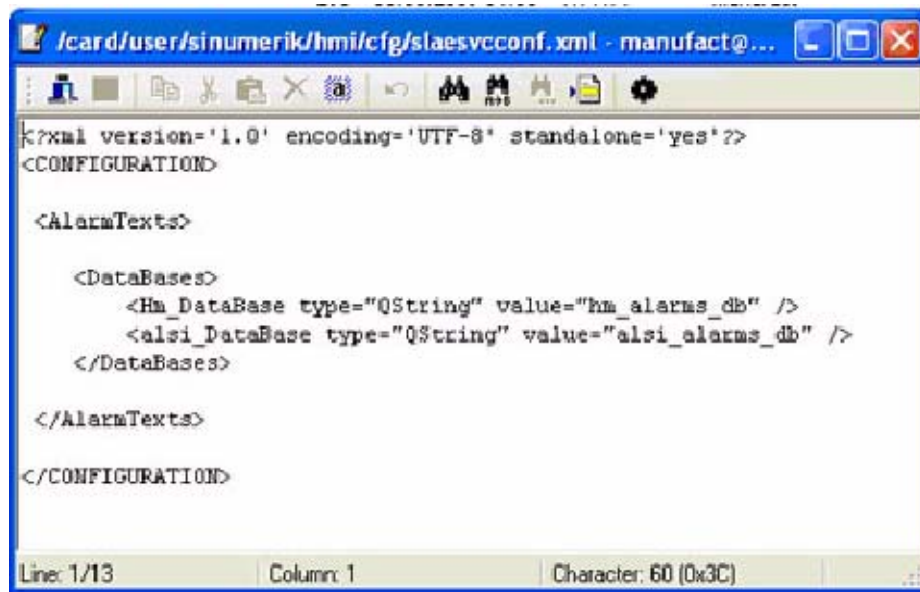 /card/user/sinumerik/hmi/cfg/slaesvcconf.xml - manufact@...
<?xml version='1.0' encoding='UTF-8' standalone='yes'?>
<CONFIGURATION>
<AlarmTexts>
<DataBases>
<Hm_DataBase type="QString" value="hm_alarms_db" />
<alsi_DataBase type="QString" value="alsi_alarms_db" />
</DataBases>
</AlarmTexts>
</CONFIGURATION>
Line: 1/13 Column: 1 Character: 60 (0x3C)